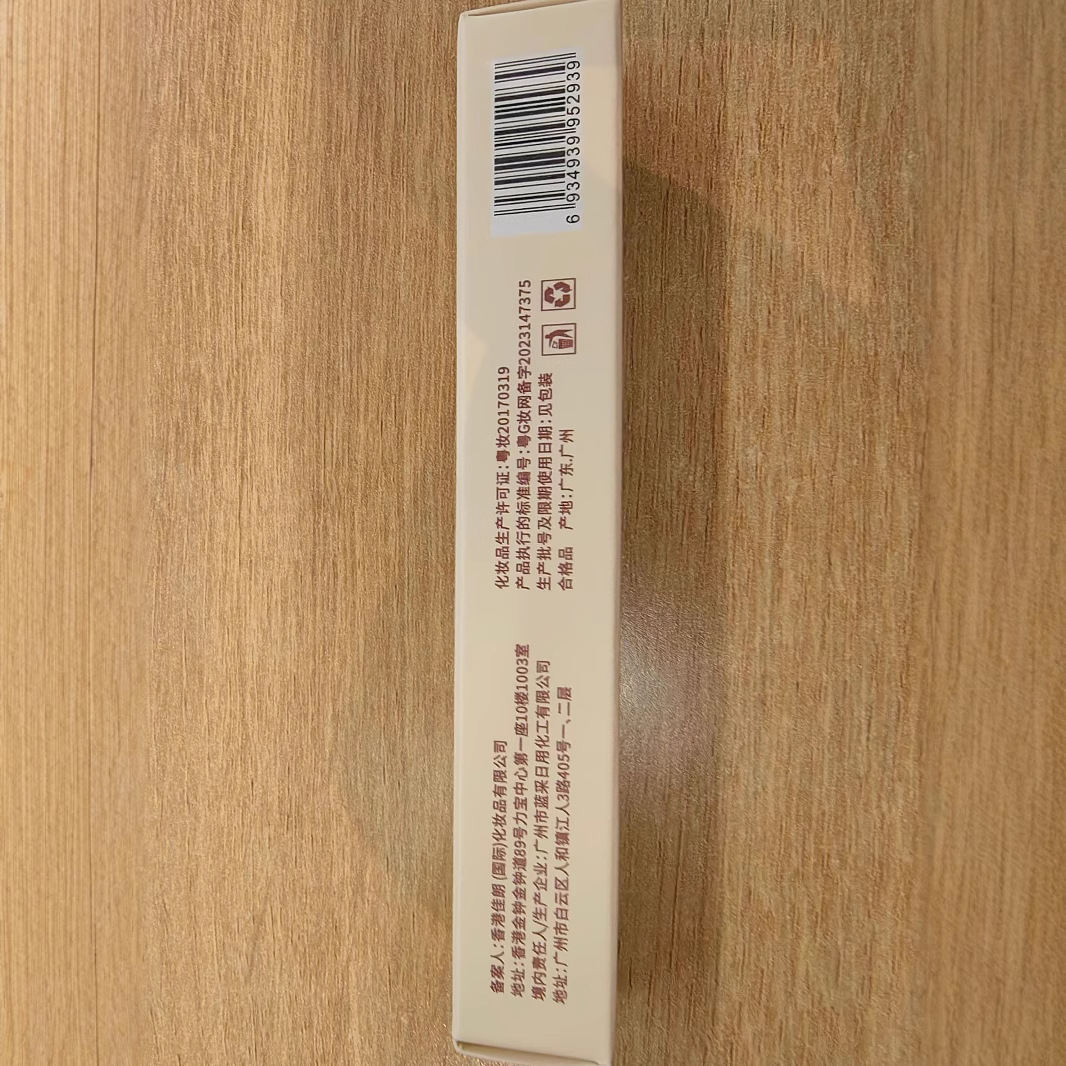 备案人:香港佳朗(国际)化妆品有限公司
地址:香港金钟金钟道89号力宝中心第一座10楼1003室
境内责任人/生产企业:广州市蓝采日用化工有限公司
地址:广州市白云区人和镇江人3路405号一、二层
化妆品生产许可证:粤妆20170319
产品执行的标准编号:粤G妆网备字2023147375
生产批号及限期使用日期:见包装
合格品 产地:广东.广州
6 934939 952939